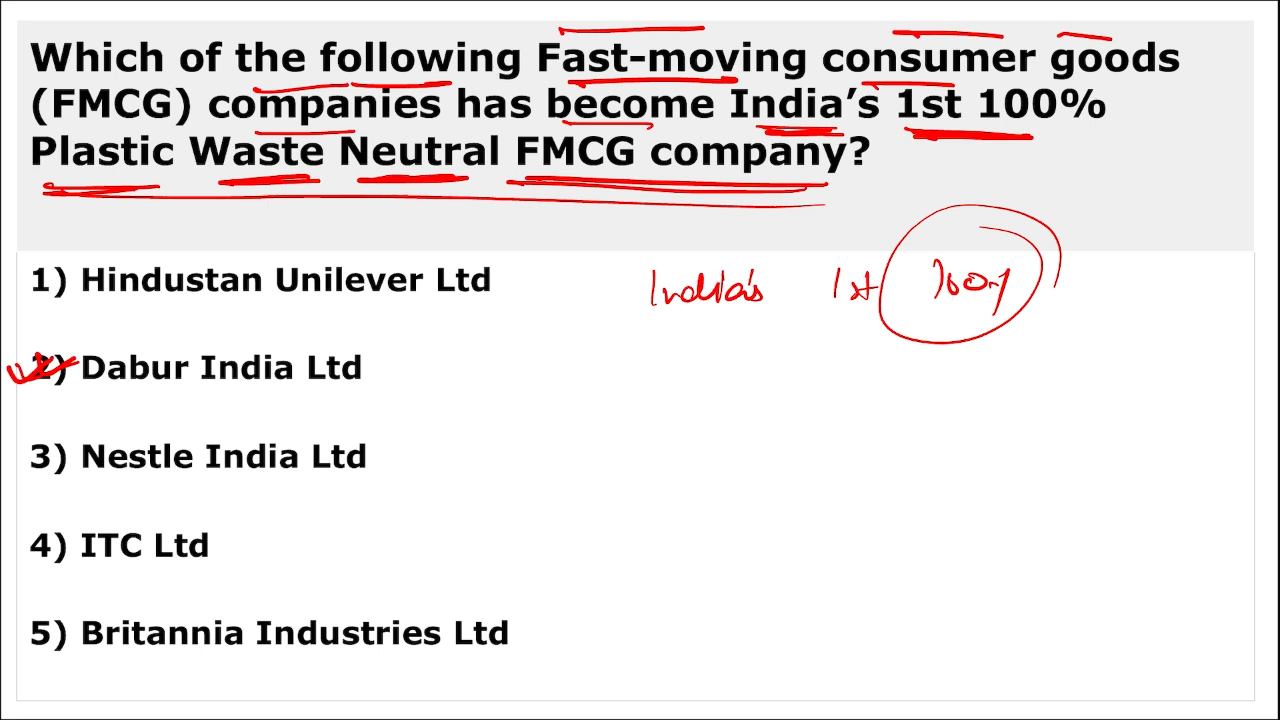 Which of the following Fast-moving consumer goods
(FMCG) companies has become India’s 1st 100%
Plastic Waste Neutral FMCG company?
1) Hindustan Unilever Ltd
India's 1st 100%
2) Dabur India Ltd
3) Nestle India Ltd
4) ITC Ltd
5) Britannia Industries Ltd